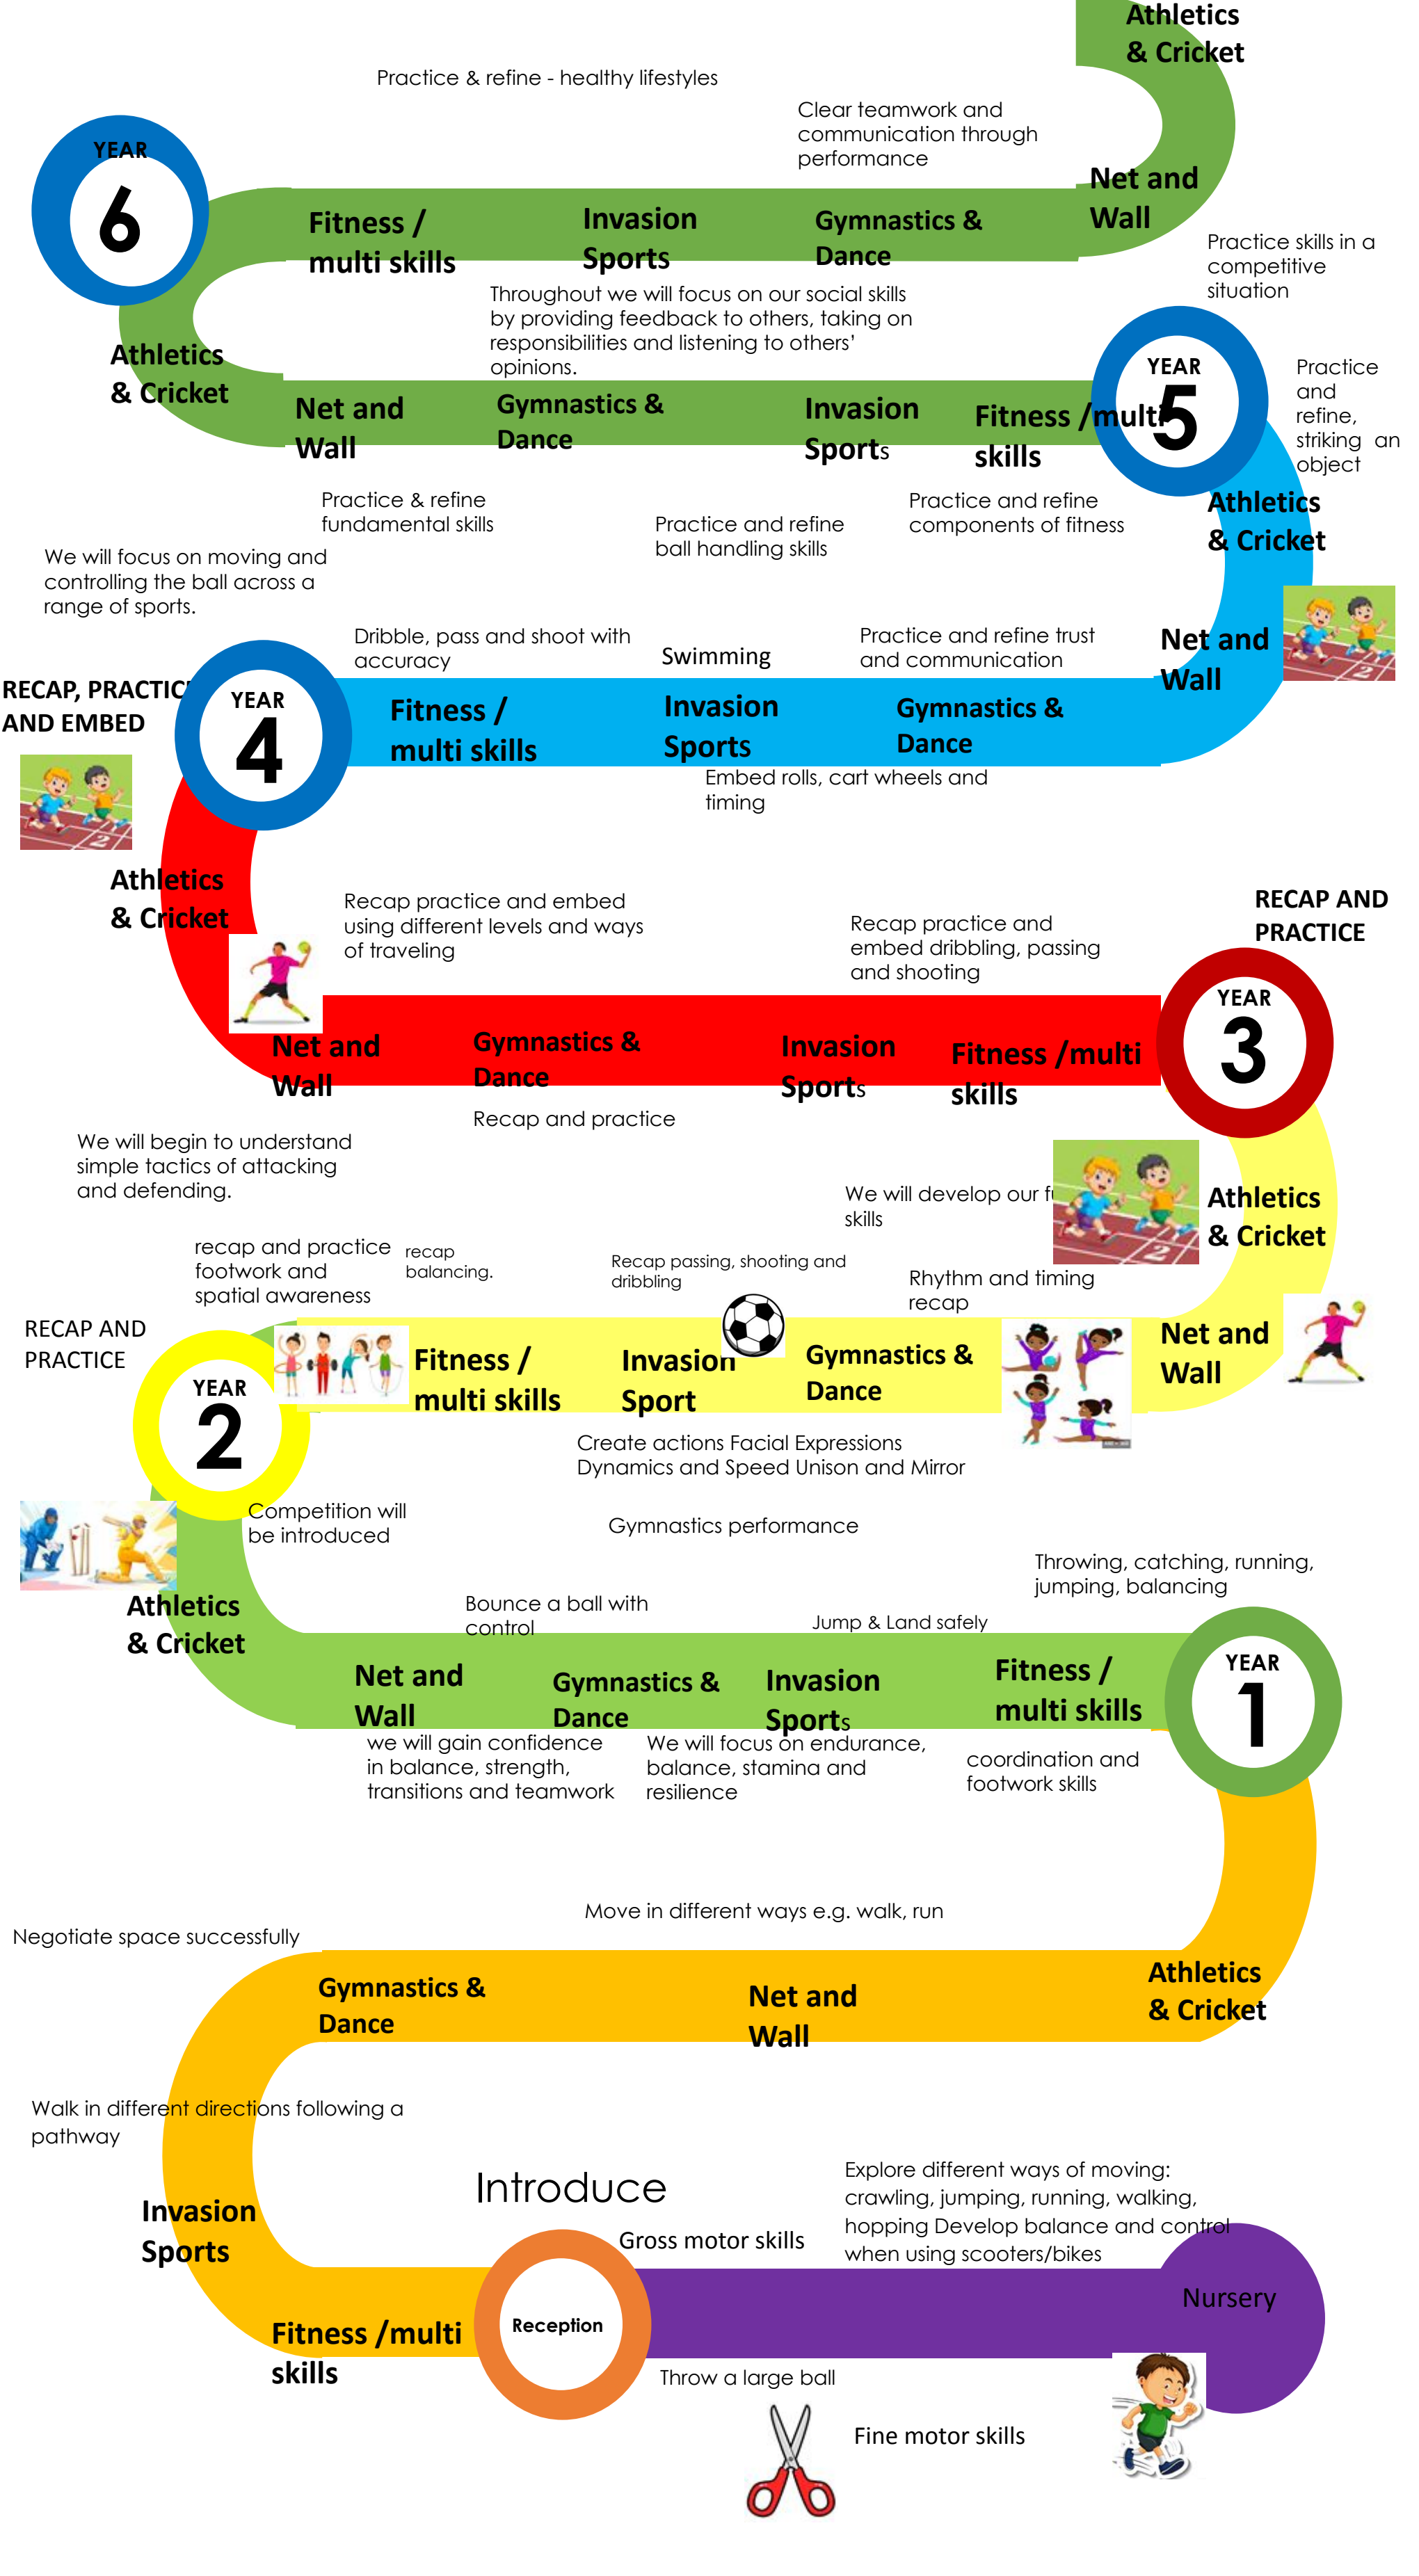 Athletics
& Cricket
Practice & refine - healthy lifestyles
Clear teamwork and
communication through
performance
YEAR
6
Net and
Wall
Fitness /
multi skills
Invasion
Sports
Gymnastics &
Dance
Practice skills in a
competitive
situation
Throughout we will focus on our social skills
by providing feedback to others, taking on
responsibilities and listening to others'
opinions.
Athletics
& Cricket
YEAR
5
Practice
and
refine,
striking an
object
Net and
Wall
Gymnastics &
Dance
Invasion
Sports
Fitness /multi
skills
Practice & refine
fundamental skills
Practice and refine
ball handling skills
Practice and refine
components of fitness
Athletics
& Cricket
We will focus on moving and
controlling the ball across a
range of sports.
Dribble, pass and shoot with
accuracy
Swimming
Practice and refine trust
and communication
Net and
Wall
RECAP, PRACTIC
AND EMBED
YEAR
4
Fitness /
multi skills
Invasion
Sports
Gymnastics &
Dance
Embed rolls, cart wheels and
timing
2
2
Athletics
& Cricket
Recap practice and embed
using different levels and ways
of traveling
Recap practice and
embed dribbling, passing
and shooting
RECAP AND
PRACTICE
YEAR
3
Net and
Wall
Gymnastics &
Dance
Invasion
Sports
Fitness /multi
skills
Recap and practice
We will begin to understand
simple tactics of attacking
and defending.
We will develop our
skills
2
Athletics
& Cricket
recap and practice
footwork and
spatial awareness
recap
balancing.
Recap passing, shooting and
dribbling
Rhythm and timing
recap
RECAP AND
PRACTICE
YEAR
2
Fitness /
multi skills
Invasion
Sport
Gymnastics &
Dance
Net and
Wall
Create actions Facial Expressions
Dynamics and Speed Unison and Mirror
Competition will
be introduced
Gymnastics performance
Throwing, catching, running,
jumping, balancing
Athletics
& Cricket
Bounce a ball with
control
Jump & Land safely
YEAR
1
Net and
Wall
Gymnastics &
Dance
Invasion
Sports
Fitness /
multi skills
we will gain confidence
in balance, strength,
transitions and teamwork
We will focus on endurance,
balance, stamina and
resilience
coordination and
footwork skills
Move in different ways e.g. walk, run
Negotiate space successfully
Gymnastics &
Dance
Net and
Wall
Athletics
& Cricket
Walk in different directions following a
pathway
Invasion
Sports
Introduce
Gross motor skills
Explore different ways of moving:
crawling, jumping, running, walking,
hopping Develop balance and control
when using scooters/bikes
Nursery
Reception
Fitness /multi
skills
Throw a large ball
Fine motor skills